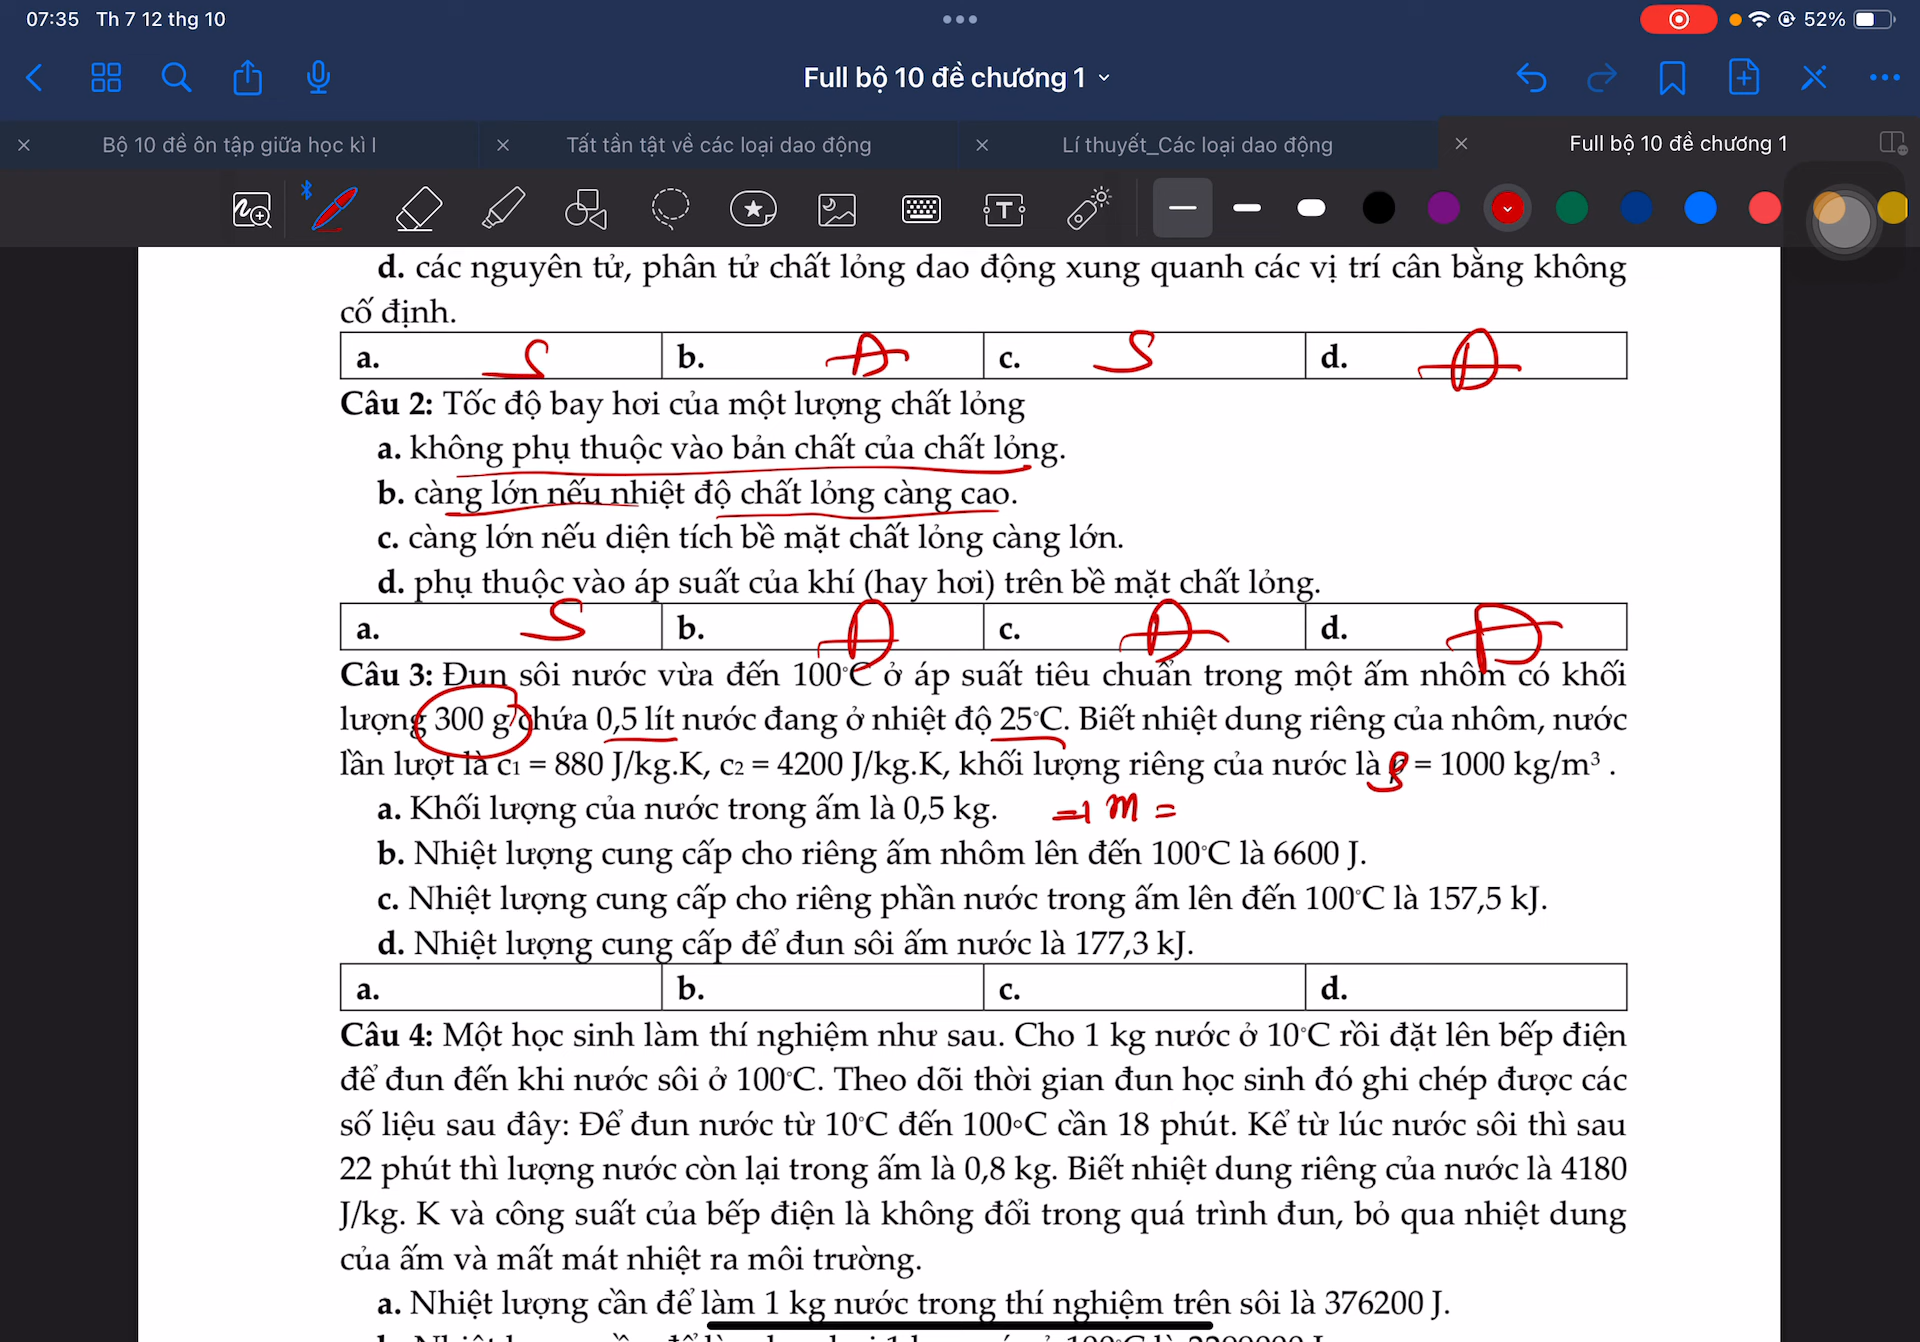 07:35 Th 7 12 thg 10
52%
Full bộ 10 đề chương 1
Bộ 10 đề ôn tập giữa học kì I
Tất tần tật về các loại dao động
Lí thuyết_Các loại dao động
Full bộ 10 đề chương 1
d. các nguyên tử, phân tử chất lỏng dao động xung quanh các vị trí cân bằng không
cố định.
a. S b. Đ c. S d. Đ
Câu 2: Tốc độ bay hơi của một lượng chất lỏng
a. không phụ thuộc vào bản chất của chất lỏng.
b. càng lớn nếu nhiệt độ chất lỏng càng cao.
c. càng lớn nếu diện tích bề mặt chất lỏng càng lớn.
d. phụ thuộc vào áp suất của khí (hay hơi) trên bề mặt chất lỏng.
a. S b. Đ c. Đ d. Đ
Câu 3: Đun sôi nước vừa đến 100°C ở áp suất tiêu chuẩn trong một ấm nhôm có khối
lượng 300 g chứa 0,5 lít nước đang ở nhiệt độ 25°C. Biết nhiệt dung riêng của nhôm, nước
lần lượt là c₁ = 880 J/kg.K, c₂ = 4200 J/kg.K, khối lượng riêng của nước là ρ = 1000 kg/m³ .
a. Khối lượng của nước trong ấm là 0,5 kg. m =
b. Nhiệt lượng cung cấp cho riêng ấm nhôm lên đến 100°C là 6600 J.
c. Nhiệt lượng cung cấp cho riêng phần nước trong ấm lên đến 100°C là 157,5 kJ.
d. Nhiệt lượng cung cấp để đun sôi ấm nước là 177,3 kJ.
a. b. c. d.
Câu 4: Một học sinh làm thí nghiệm như sau. Cho 1 kg nước ở 10°C rồi đặt lên bếp điện
để đun đến khi nước sôi ở 100°C. Theo dõi thời gian đun học sinh đó ghi chép được các
số liệu sau đây: Để đun nước từ 10°C đến 100∘C cần 18 phút. Kể từ lúc nước sôi thì sau
22 phút thì lượng nước còn lại trong ấm là 0,8 kg. Biết nhiệt dung riêng của nước là 4180
J/kg. K và công suất của bếp điện là không đổi trong quá trình đun, bỏ qua nhiệt dung
của ấm và mất mát nhiệt ra môi trường.
a. Nhiệt lượng cần để làm 1 kg nước trong thí nghiệm trên sôi là 376200 J.